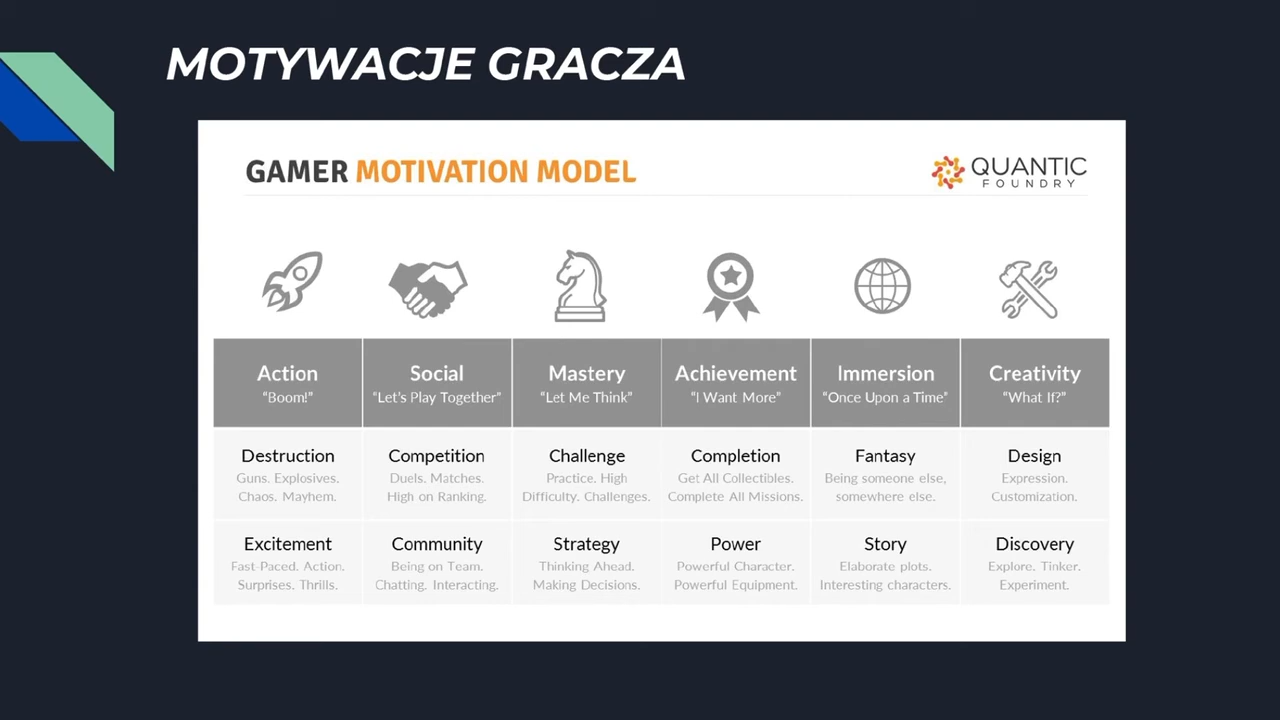 MOTYWACJE GRACZA
GAMER MOTIVATION MODEL
QUANTIC
FOUNDRY
Action
“Boom!”
Social
“Let’s Play Together”
Mastery
“Let Me Think”
Achievement
“I Want More”
Immersion
“Once Upon a Time”
Creativity
“What If?”
Destruction
Guns. Explosives.
Chaos. Mayhem.
Competition
Duels. Matches.
High on Ranking.
Challenge
Practice. High
Difficulty. Challenges.
Completion
Get All Collectibles.
Complete All Missions.
Fantasy
Being someone else,
somewhere else.
Design
Expression.
Customization.
Excitement
Fast-Paced. Action.
Surprises. Thrills.
Community
Being on Team.
Chatting. Interacting.
Strategy
Thinking Ahead.
Making Decisions.
Power
Powerful Character.
Powerful Equipment.
Story
Elaborate plots.
Interesting characters.
Discovery
Explore. Tinker.
Experiment.